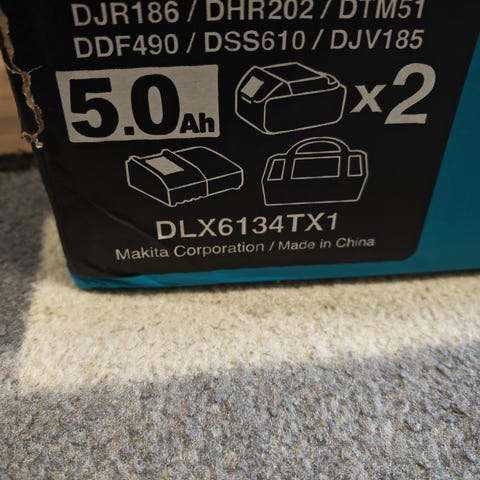 DJR186 / DHR202 / DTM51
DDF490 / DSS610 / DJV185
5.0Ah x2
DLX6134TX1
Makita Corporation / Made in China